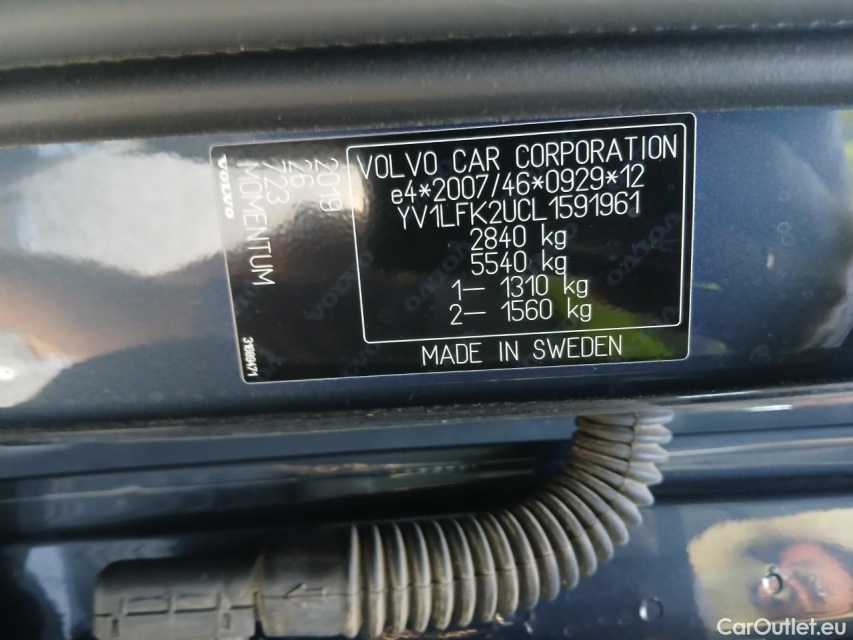 VOLVO CAR CORPORATION
e4*2007/46*0929*12
YV1LFK2UCL1591961
2840 kg
5540 kg
1– 1310 kg
2– 1560 kg
MADE IN SWEDEN
2019
26
723
MOMENTUM
VOLVO
31689471
CarOutlet.eu